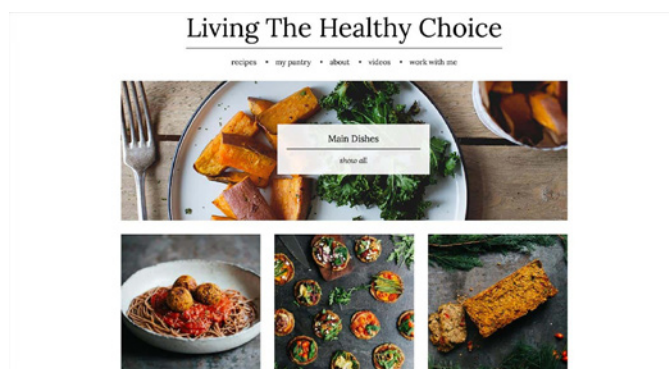 Living The Healthy Choice
recipes • my pantry • about • videos • work with me
Main Dishes
show all